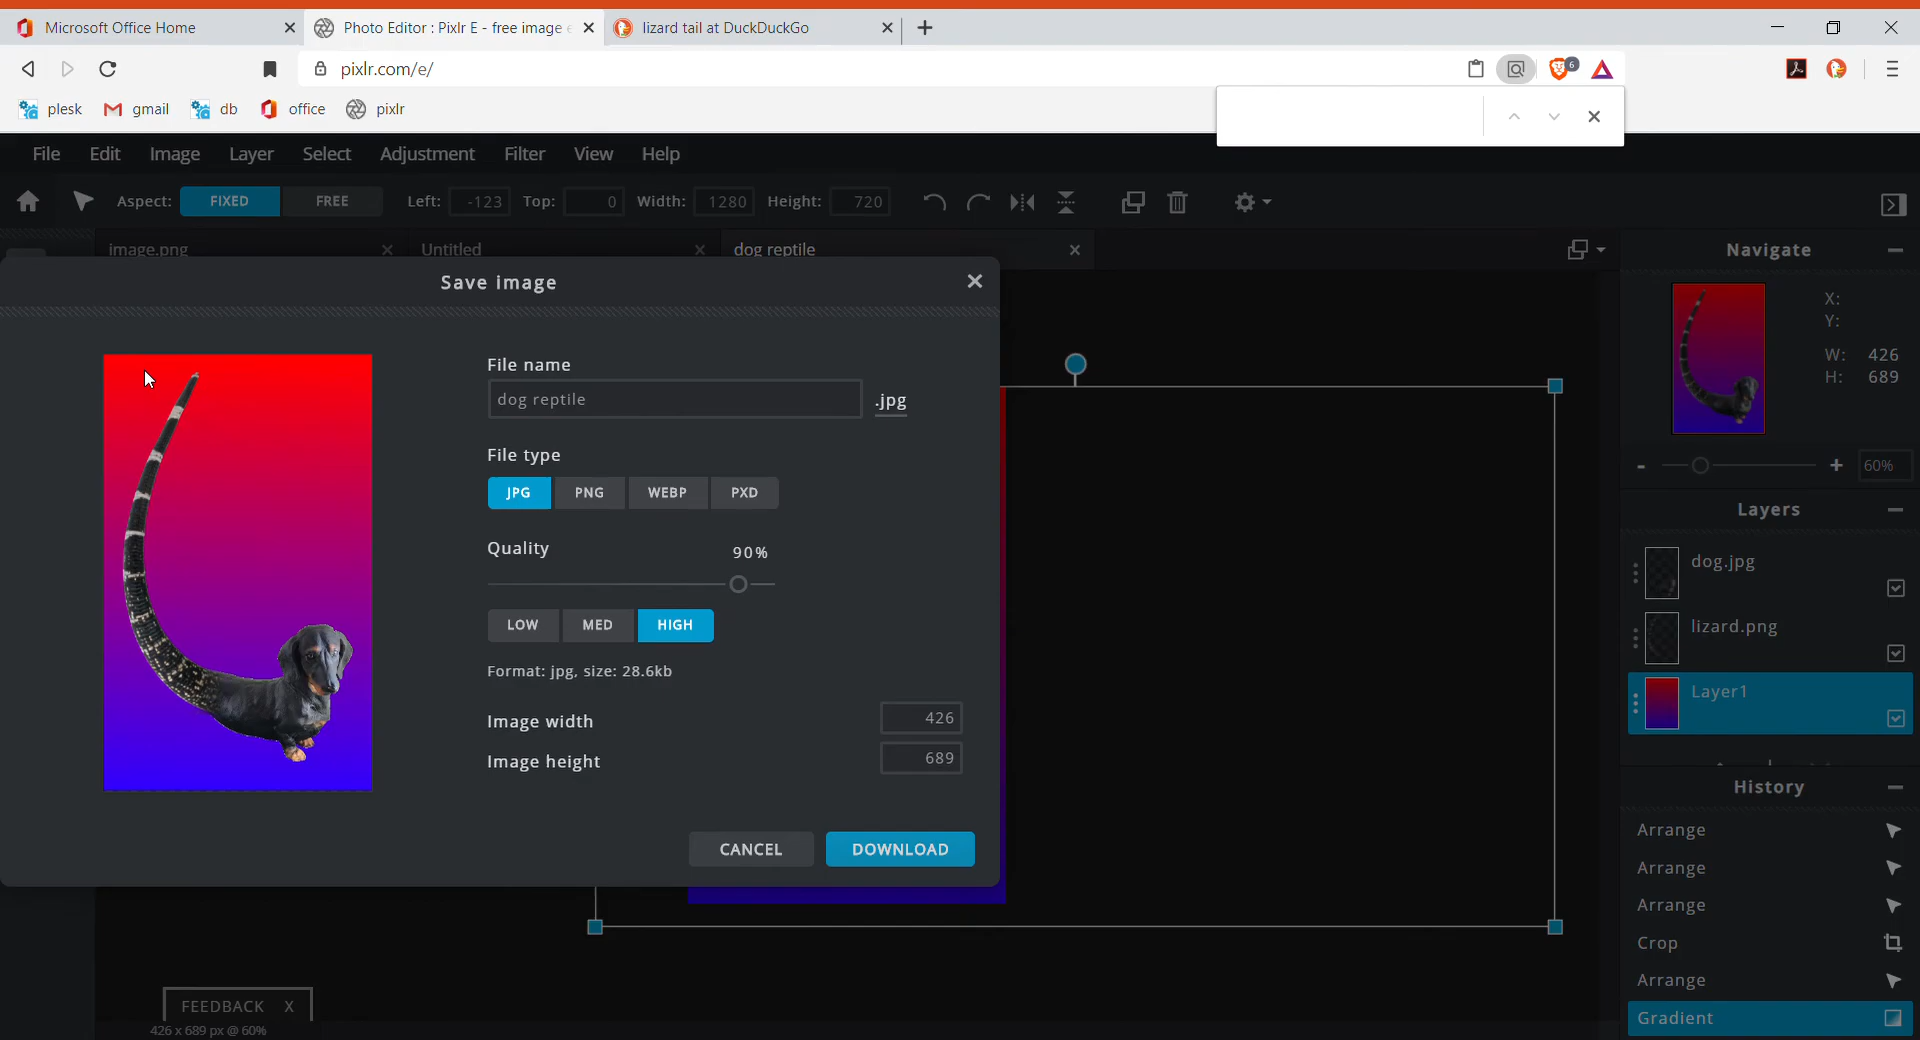 Microsoft Office Home
Photo Editor : Pixlr E - free image e
lizard tail at DuckDuckGo
pixlr.com/e/
6
plesk
gmail
db
office
pixlr
File Edit Image Layer Select Adjustment Filter View Help
Aspect: FIXED FREE Left: -123 Top: 0 Width: 1280 Height: 720
image.png
Untitled
dog reptile
Save image
File name
dog reptile
.jpg
File type
JPG PNG WEBP PXD
Quality
90%
LOW MED HIGH
Format: jpg, size: 28.6kb
Image width
426
Image height
689
CANCEL
DOWNLOAD
FEEDBACK X
426 x 689 px @ 60%
Navigate
X:
Y:
W: 426
H: 689
- + 60%
Layers
dog.jpg
lizard.png
Layer1
History
Arrange
Arrange
Arrange
Crop
Arrange
Gradient